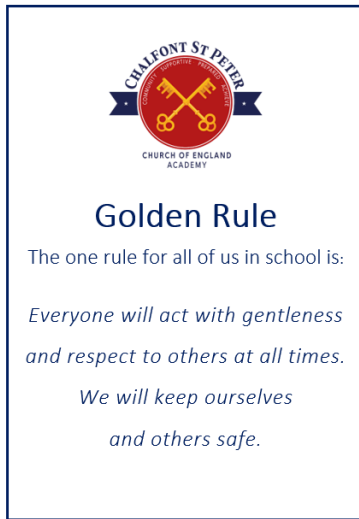 CHALFONT ST PETER
COMMUNITY SUPPORTIVE PREPARED ACHIEVE
CHURCH OF ENGLAND
ACADEMY
Golden Rule
The one rule for all of us in school is:
Everyone will act with gentleness
and respect to others at all times.
We will keep ourselves
and others safe.